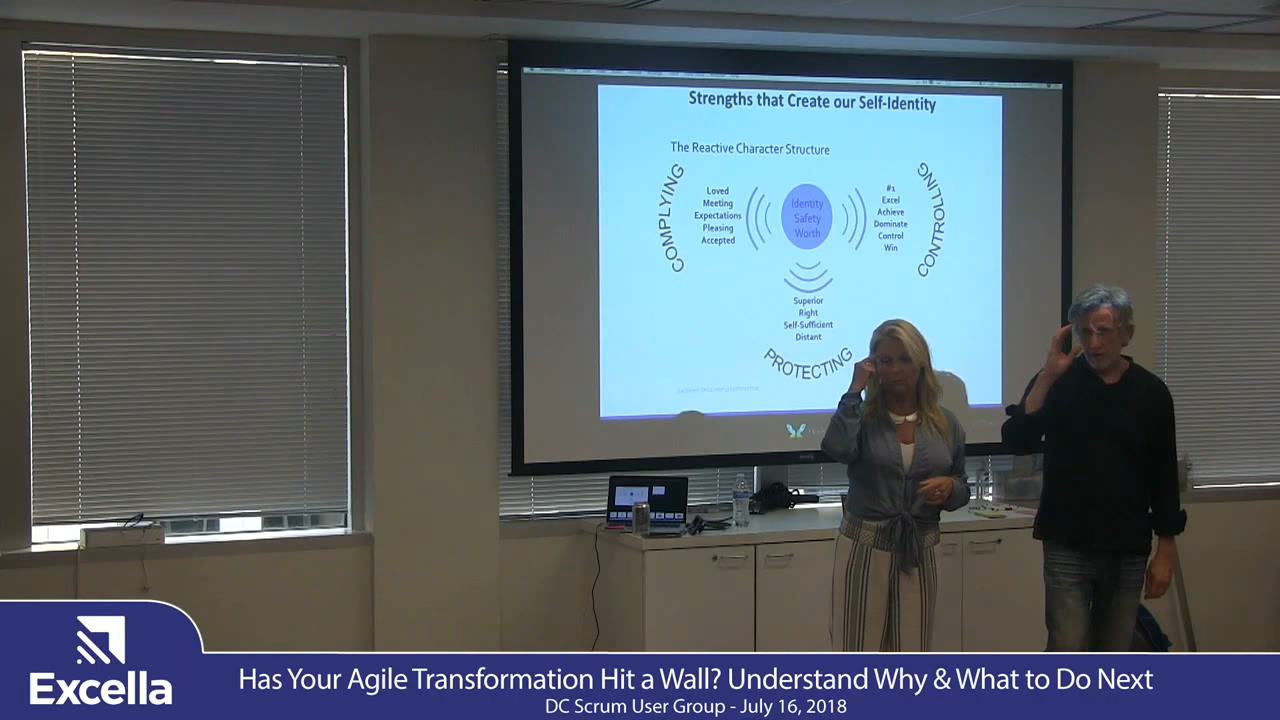 Strengths that Create our Self-Identity
The Reactive Character Structure
COMPLYING
Loved
Meeting
Expectations
Pleasing
Accepted
Identity
Safety
Worth
#1
Excel
Achieve
Dominate
Control
Win
CONTROLLING
Superior
Right
Self-Sufficient
Distant
PROTECTING
Excella
Has Your Agile Transformation Hit a Wall? Understand Why & What to Do Next
DC Scrum User Group - July 16, 2018